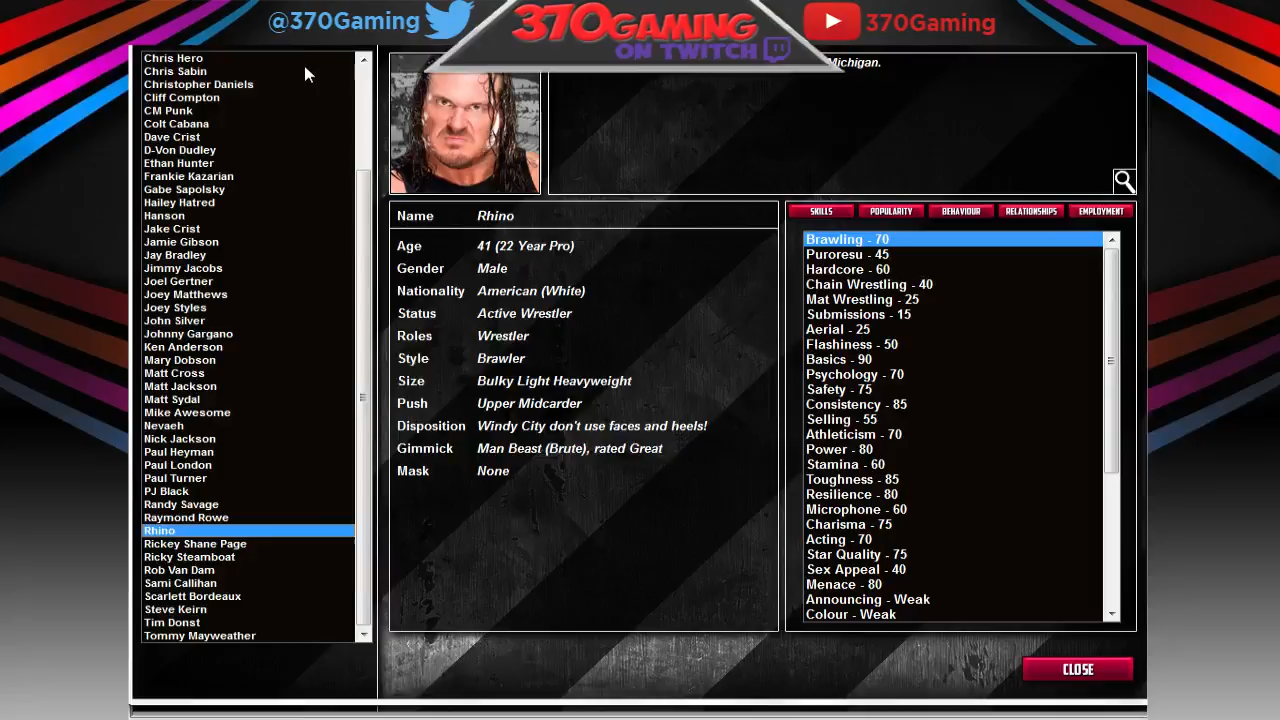 @370Gaming
370GAMING
ON TWITCH
370Gaming
Chris Hero
Chris Sabin
Christopher Daniels
Cliff Compton
CM Punk
Colt Cabana
Dave Crist
D-Von Dudley
Ethan Hunter
Frankie Kazarian
Gabe Sapolsky
Hailey Hatred
Hanson
Jake Crist
Jamie Gibson
Jay Bradley
Jimmy Jacobs
Joel Gertner
Joey Matthews
Joey Styles
John Silver
Johnny Gargano
Ken Anderson
Mary Dobson
Matt Cross
Matt Jackson
Matt Sydal
Mike Awesome
Nevaeh
Nick Jackson
Paul Heyman
Paul London
Paul Turner
PJ Black
Randy Savage
Raymond Rowe
Rhino
Rickey Shane Page
Ricky Steamboat
Rob Van Dam
Sami Callihan
Scarlett Bordeaux
Steve Keirn
Tim Donst
Tommy Mayweather
Michigan.
Name Rhino
Age 41 (22 Year Pro)
Gender Male
Nationality American (White)
Status Active Wrestler
Roles Wrestler
Style Brawler
Size Bulky Light Heavyweight
Push Upper Midcarder
Disposition Windy City don't use faces and heels!
Gimmick Man Beast (Brute), rated Great
Mask None
SKILLS POPULARITY BEHAVIOUR RELATIONSHIPS EMPLOYMENT
Brawling - 70
Puroresu - 45
Hardcore - 60
Chain Wrestling - 40
Mat Wrestling - 25
Submissions - 15
Aerial - 25
Flashiness - 50
Basics - 90
Psychology - 70
Safety - 75
Consistency - 85
Selling - 55
Athleticism - 70
Power - 80
Stamina - 60
Toughness - 85
Resilience - 80
Microphone - 60
Charisma - 75
Acting - 70
Star Quality - 75
Sex Appeal - 40
Menace - 80
Announcing - Weak
Colour - Weak
CLOSE